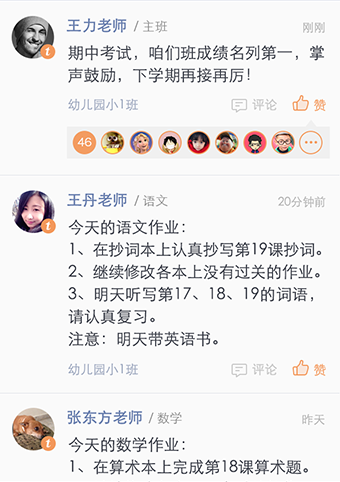 王力老师 / 主班 刚刚
期中考试，咱们班成绩名列第一，掌
声鼓励，下学期再接再厉！
幼儿园小1班 评论 赞
46
王丹老师 / 语文 20分钟前
今天的语文作业：
1、在抄词本上认真抄写第19课抄词。
2、继续修改各本上没有过关的作业。
3、明天听写第17、18、19的词语，
请认真复习。
注意：明天带英语书。
幼儿园小1班 评论 赞
张东方老师 / 数学 昨天
今天的数学作业：
1、在算术本上完成第18课算术题。